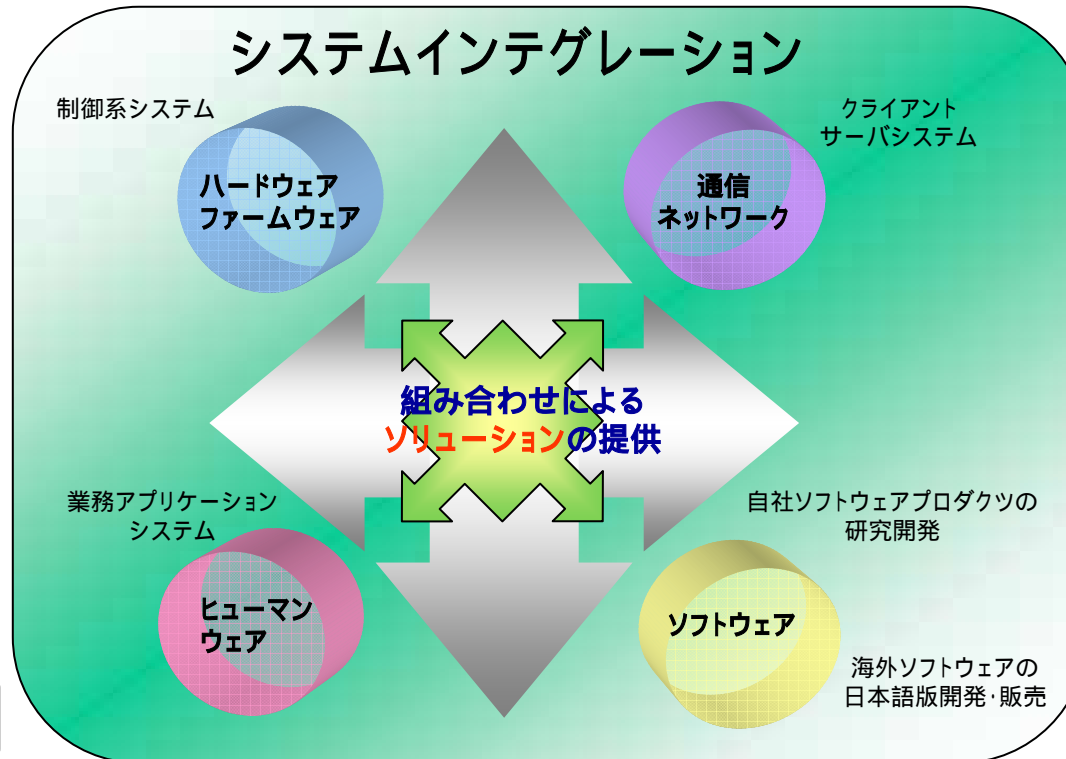 システムインテグレーション
制御系システム
ハードウェア
ファームウェア
クライアント
サーバシステム
通信
ネットワーク
組み合わせによる
ソリューションの提供
業務アプリケーション
システム
ヒューマン
ウェア
自社ソフトウェアプロダクツの
研究開発
ソフトウェア
海外ソフトウェアの
日本語版開発･販売